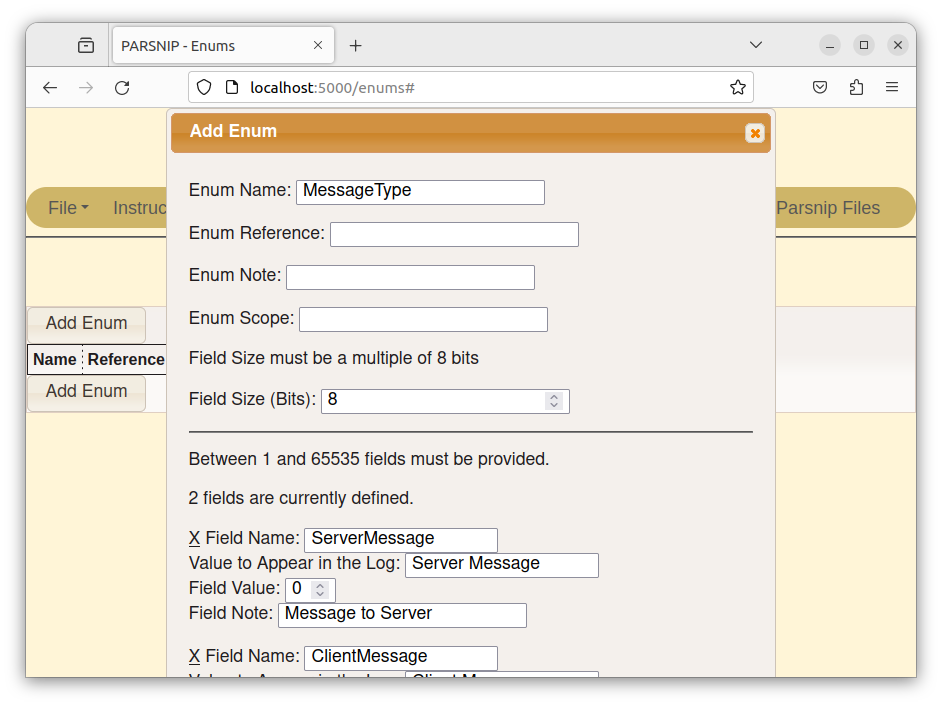 PARSNIP - Enums
localhost:5000/enums#
Add Enum
Enum Name: MessageType
File Instruc Parsnip Files
Enum Reference:
Enum Note:
Enum Scope:
Add Enum
Field Size must be a multiple of 8 bits
Name Reference
Add Enum
Field Size (Bits): 8
Between 1 and 65535 fields must be provided.
2 fields are currently defined.
X Field Name: ServerMessage
Value to Appear in the Log: Server Message
Field Value: 0
Field Note: Message to Server
X Field Name: ClientMessage